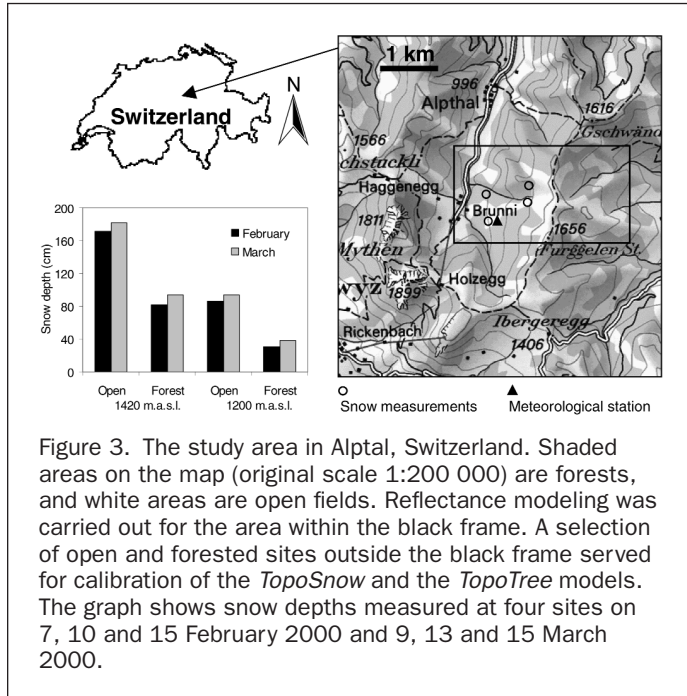 Switzerland
N
1 km
996
Alpthal
1616
Gschwänd
1566
chstuckli
Haggenegg
1811
Brunni
Mythen
1656
Furggelen St.
wyž
1899
Holzegg
Ibergeregg
Rickenbach
1406
Snow measurements
Meteorological station
Snow depth (cm)
200
160
120
80
40
0
February
March
Open Forest Open Forest
1420 m.a.s.l. 1200 m.a.s.l.
Figure 3. The study area in Alptal, Switzerland. Shaded
areas on the map (original scale 1:200 000) are forests,
and white areas are open fields. Reflectance modeling was
carried out for the area within the black frame. A selection
of open and forested sites outside the black frame served
for calibration of the TopoSnow and the TopoTree models.
The graph shows snow depths measured at four sites on
7, 10 and 15 February 2000 and 9, 13 and 15 March
2000.